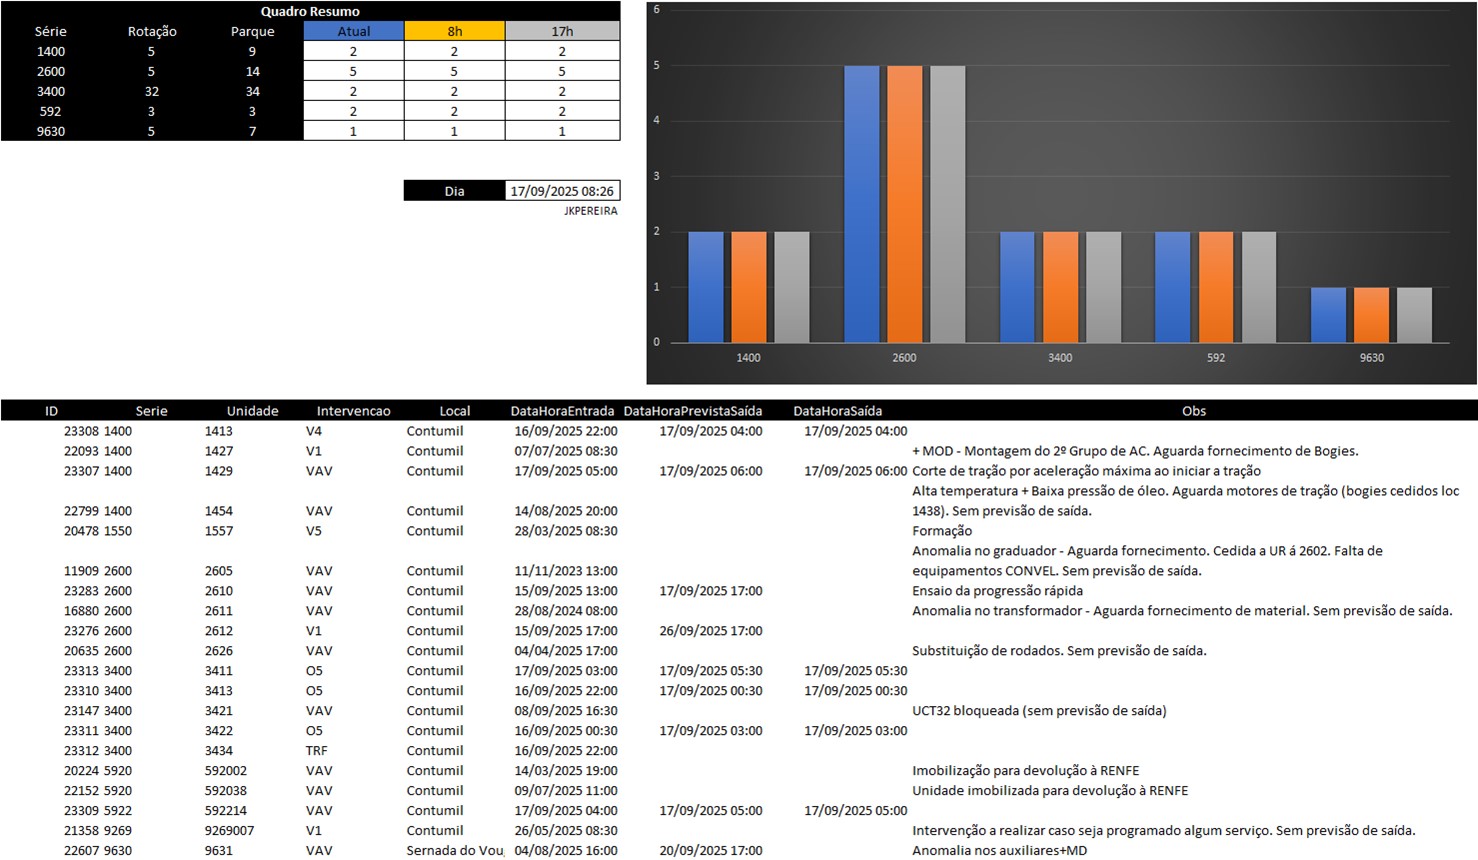 Quadro Resumo
Série Rotação Parque Atual 8h 17h
1400 5 9 2 2 2
2600 5 14 5 5 5
3400 32 34 2 2 2
592 3 3 2 2 2
9630 5 7 1 1 1
Dia 17/09/2025 08:26
JKPEREIRA
6
5
4
3
2
1
0
1400 2600 3400 592 9630
ID Serie Unidade Intervencao Local DataHoraEntrada DataHoraPrevistaSaída DataHoraSaída Obs
23308 1400 1413 V4 Contumil 16/09/2025 22:00 17/09/2025 04:00 17/09/2025 04:00
22093 1400 1427 V1 Contumil 07/07/2025 08:30 + MOD - Montagem do 2º Grupo de AC. Aguarda fornecimento de Bogies.
23307 1400 1429 VAV Contumil 17/09/2025 05:00 17/09/2025 06:00 17/09/2025 06:00 Corte de tração por aceleração máxima ao iniciar a tração
Alta temperatura + Baixa pressão de óleo. Aguarda motores de tração (bogies cedidos loc
22799 1400 1454 VAV Contumil 14/08/2025 20:00 1438). Sem previsão de saída.
20478 1550 1557 V5 Contumil 28/03/2025 08:30 Formação
Anomalia no graduador - Aguarda fornecimento. Cedida a UR á 2602. Falta de
11909 2600 2605 VAV Contumil 11/11/2023 13:00 equipamentos CONVEL. Sem previsão de saída.
23283 2600 2610 VAV Contumil 15/09/2025 13:00 17/09/2025 17:00 Ensaio da progressão rápida
16880 2600 2611 VAV Contumil 28/08/2024 08:00 Anomalia no transformador - Aguarda fornecimento de material. Sem previsão de saída.
23276 2600 2612 V1 Contumil 15/09/2025 17:00 26/09/2025 17:00
20635 2600 2626 VAV Contumil 04/04/2025 17:00 Substituição de rodados. Sem previsão de saída.
23313 3400 3411 O5 Contumil 17/09/2025 03:00 17/09/2025 05:30 17/09/2025 05:30
23310 3400 3413 O5 Contumil 16/09/2025 22:00 17/09/2025 00:30 17/09/2025 00:30
23147 3400 3421 VAV Contumil 08/09/2025 16:30 UCT32 bloqueada (sem previsão de saída)
23311 3400 3422 O5 Contumil 16/09/2025 00:30 17/09/2025 03:00 17/09/2025 03:00
23312 3400 3434 TRF Contumil 16/09/2025 22:00
20224 5920 592002 VAV Contumil 14/03/2025 19:00 Imobilização para devolução à RENFE
22152 5920 592038 VAV Contumil 09/07/2025 11:00 Unidade imobilizada para devolução à RENFE
23309 5922 592214 VAV Contumil 17/09/2025 04:00 17/09/2025 05:00 17/09/2025 05:00
21358 9269 9269007 V1 Contumil 26/05/2025 08:30 Intervenção a realizar caso seja programado algum serviço. Sem previsão de saída.
22607 9630 9631 VAV Sernada do Vou 04/08/2025 16:00 20/09/2025 17:00 Anomalia nos auxiliares+MD